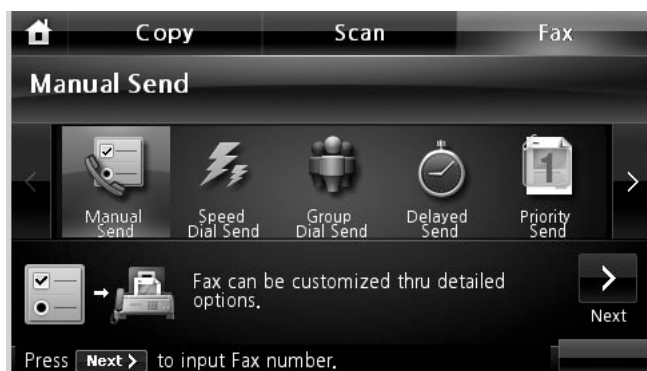 Copy Scan Fax
Manual Send
1
Manual Speed Group Delayed Priority
Send Dial Send Dial Send Send Send
Fax can be customized thru detailed
options.
Next
Press Next > to input Fax number.